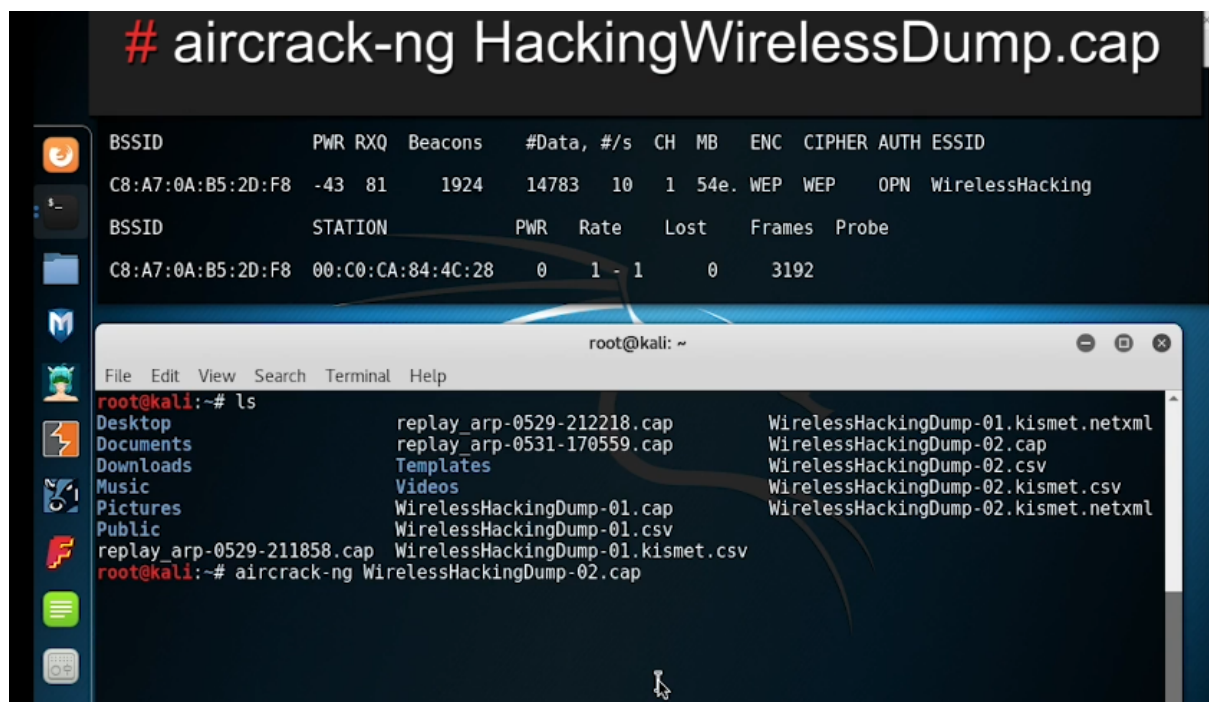 # aircrack-ng HackingWirelessDump.cap
BSSID PWR RXQ Beacons #Data, #/s CH MB ENC CIPHER AUTH ESSID
C8:A7:0A:B5:2D:F8 -43 81 1924 14783 10 1 54e. WEP WEP OPN WirelessHacking
BSSID STATION PWR Rate Lost Frames Probe
C8:A7:0A:B5:2D:F8 00:C0:CA:84:4C:28 0 1 - 1 0 3192
root@kali: ~
File Edit View Search Terminal Help
root@kali:~# ls
Desktop replay_arp-0529-212218.cap WirelessHackingDump-01.kismet.netxml
Documents replay_arp-0531-170559.cap WirelessHackingDump-02.cap
Downloads Templates WirelessHackingDump-02.csv
Music Videos WirelessHackingDump-02.kismet.csv
Pictures WirelessHackingDump-01.cap WirelessHackingDump-02.kismet.netxml
Public WirelessHackingDump-01.csv
replay_arp-0529-211858.cap WirelessHackingDump-01.kismet.csv
root@kali:~# aircrack-ng WirelessHackingDump-02.cap